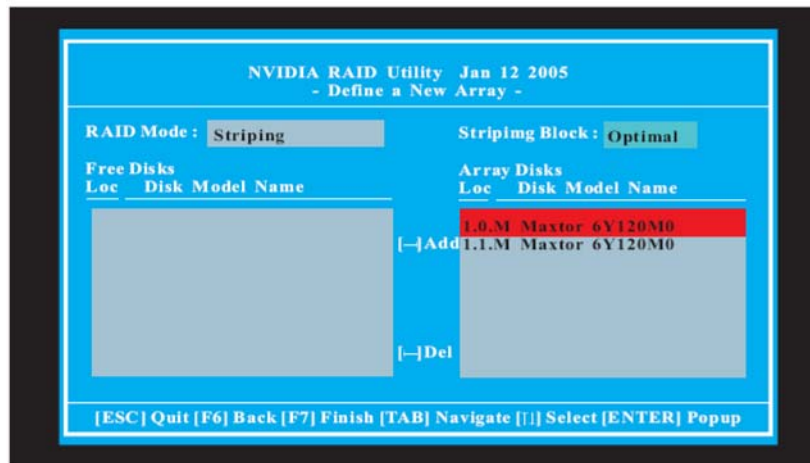 NVIDIA RAID Utility Jan 12 2005
- Define a New Array -
RAID Mode : Striping
Stripimg Block : Optimal
Free Disks
Loc Disk Model Name
Array Disks
Loc Disk Model Name
1.0.M Maxtor 6Y120M0
[—]Add 1.1.M Maxtor 6Y120M0
[—]Del
[ESC] Quit [F6] Back [F7] Finish [TAB] Navigate [↑↓] Select [ENTER] Popup